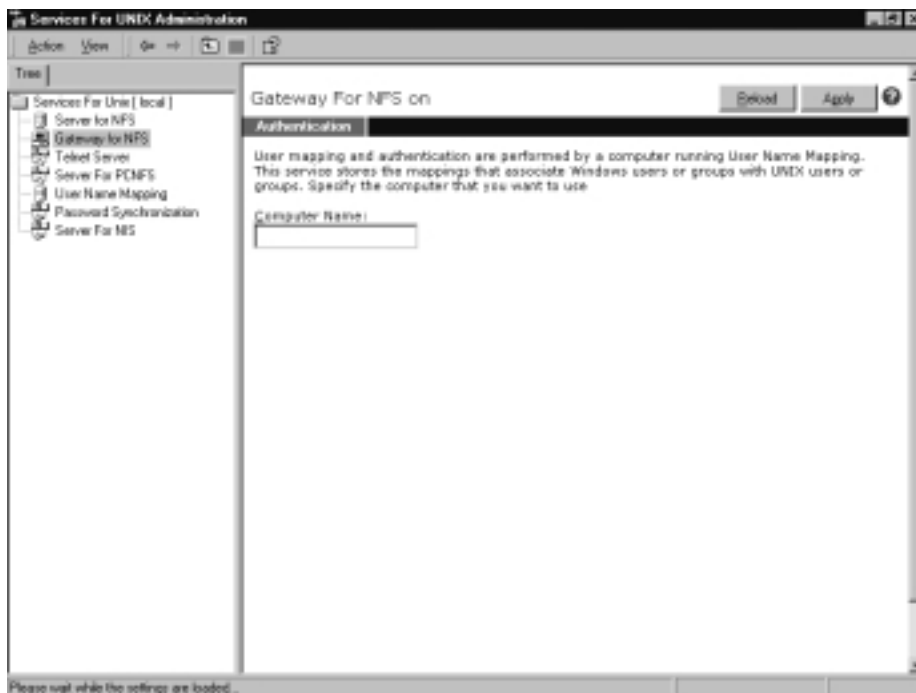 Services For UNIX Administration
Action View
Tree
Services For Unix [ local ]
Server for NFS
Gateway for NFS
Telnet Server
Server For PCNFS
User Name Mapping
Password Synchronization
Server For NIS
Gateway For NFS on
Reload Apply
Authentication
User mapping and authentication are performed by a computer running User Name Mapping.
This service stores the mappings that associate Windows users or groups with UNIX users or
groups. Specify the computer that you want to use
Computer Name:
Please wait while the settings are loaded...